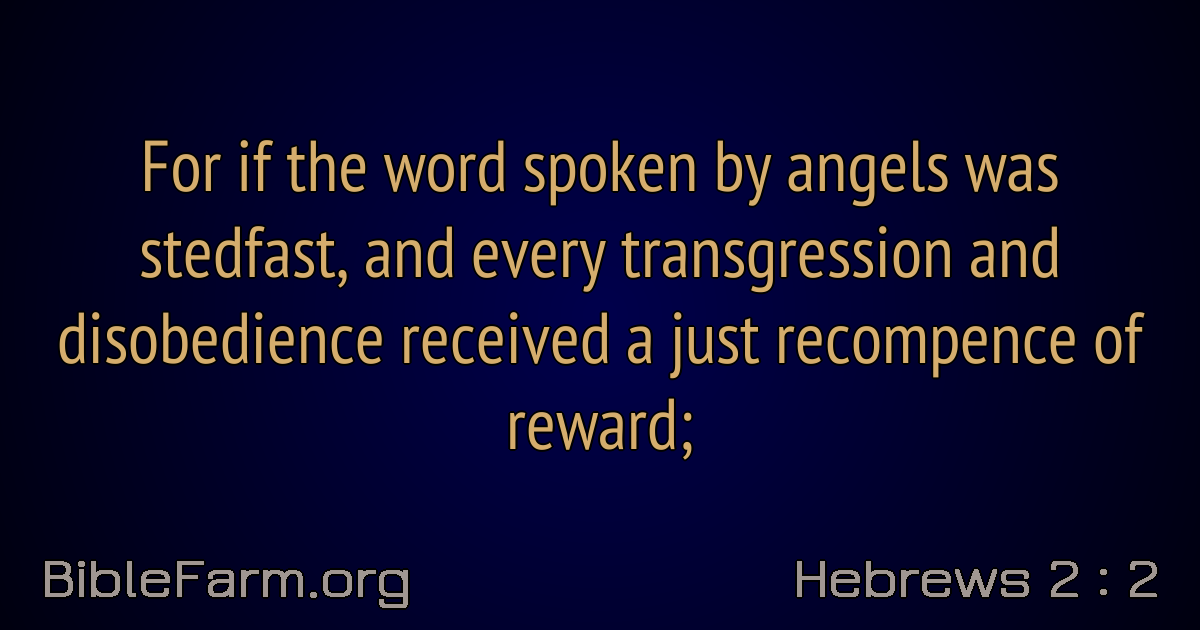 For if the word spoken by angels was
stedfast, and every transgression and
disobedience received a just recompence of
reward;
BibleFarm.org
Hebrews 2 : 2